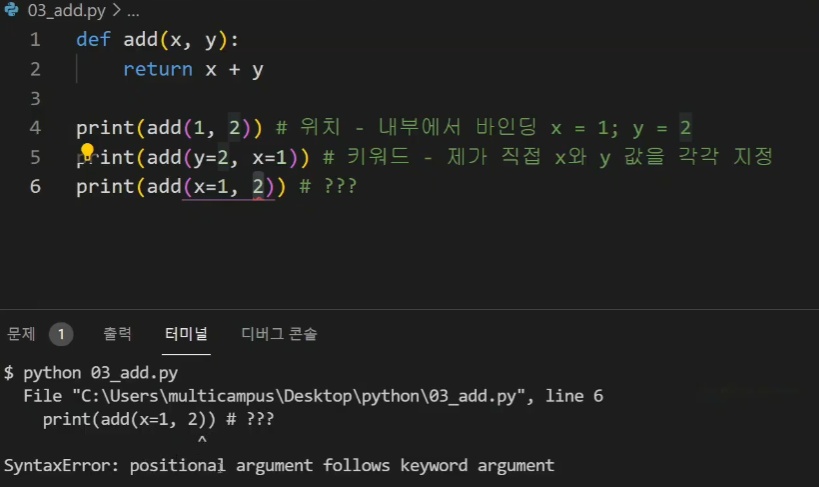 03_add.py > ...
1 def add(x, y):
2 return x + y
3
4 print(add(1, 2)) # 위치 - 내부에서 바인딩 x = 1; y = 2
5 print(add(y=2, x=1)) # 키워드 - 제가 직접 x와 y 값을 각각 지정
6 print(add(x=1, 2)) # ???
문제 1 출력 터미널 디버그 콘솔
$ python 03_add.py
File "C:\Users\multicampus\Desktop\python\03_add.py", line 6
print(add(x=1, 2)) # ???
^
SyntaxError: positional argument follows keyword argument